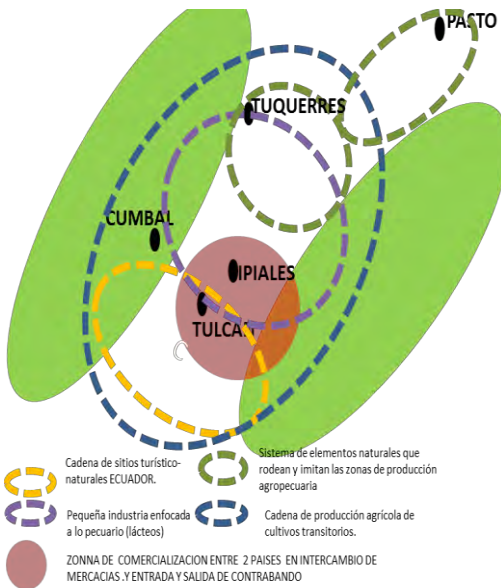 PASTO
TUQUERRES
CUMBAL
IPIALES
TULCAN
Cadena de sitios turístico-
naturales ECUADOR.
Sistema de elementos naturales que
rodean y imitan las zonas de producción
agropecuaria
Pequeña industria enfocada
a lo pecuario (lácteos)
Cadena de producción agrícola de
cultivos transitorios.
ZONNA DE COMERCIALIZACION ENTRE 2 PAISES EN INTERCAMBIO DE
MERCACIAS .Y ENTRADA Y SALIDA DE CONTRABANDO